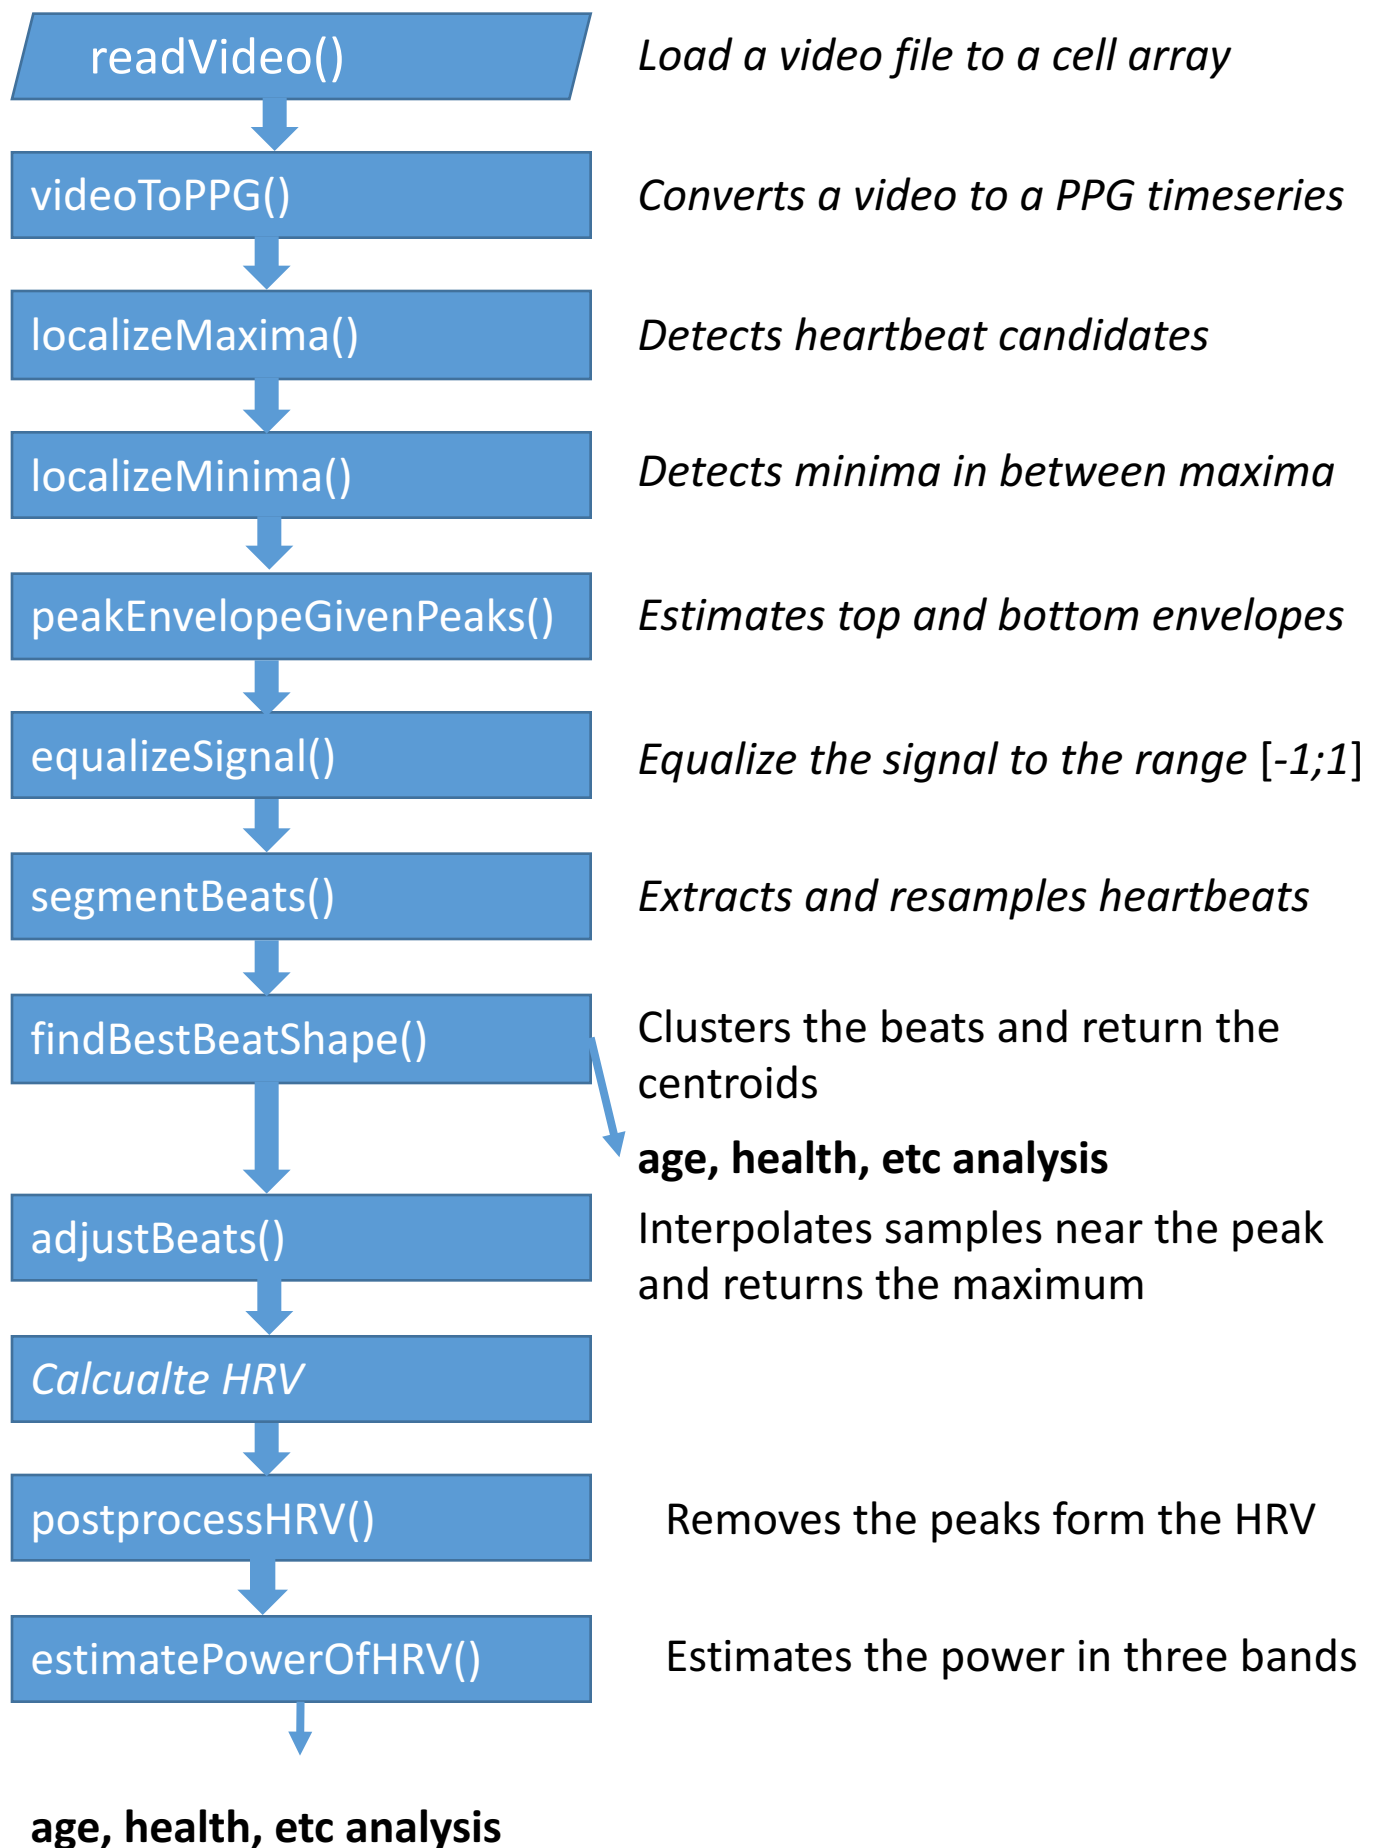 readVideo()
Load a video file to a cell array
videoToPPG()
Converts a video to a PPG timeseries
localizeMaxima()
Detects heartbeat candidates
localizeMinima()
Detects minima in between maxima
peakEnvelopeGivenPeaks()
Estimates top and bottom envelopes
equalizeSignal()
Equalize the signal to the range [-1;1]
segmentBeats()
Extracts and resamples heartbeats
findBestBeatShape()
Clusters the beats and return the
centroids
age, health, etc analysis
adjustBeats()
Interpolates samples near the peak
and returns the maximum
Calcualte HRV
postprocessHRV()
Removes the peaks form the HRV
estimatePowerOfHRV()
Estimates the power in three bands
age, health, etc analysis